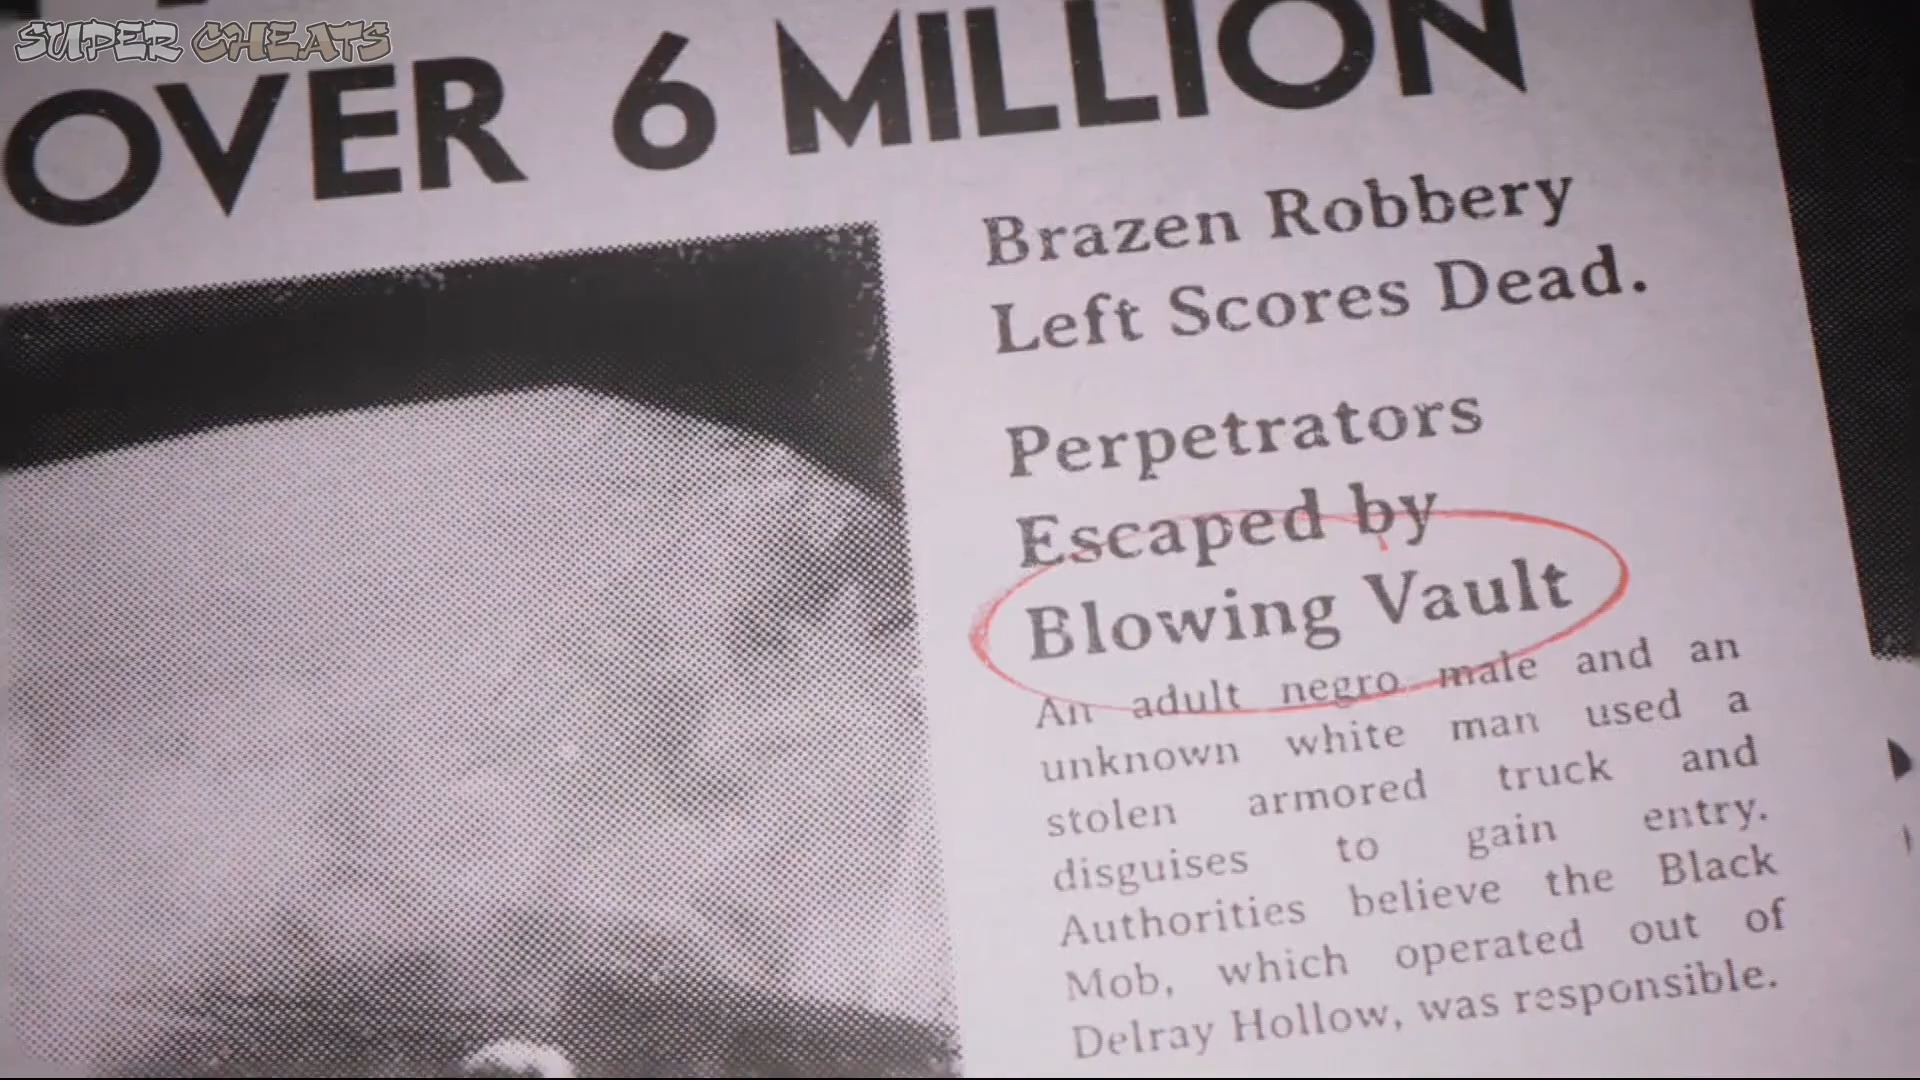 SUPER CHEATS
OVER 6 MILLION
Brazen Robbery
Left Scores Dead.
Perpetrators
Escaped by
Blowing Vault
An adult negro male and an
unknown white man used a
stolen armored truck and
disguises to gain entry.
Authorities believe the Black
Mob, which operated out of
Delray Hollow, was responsible.